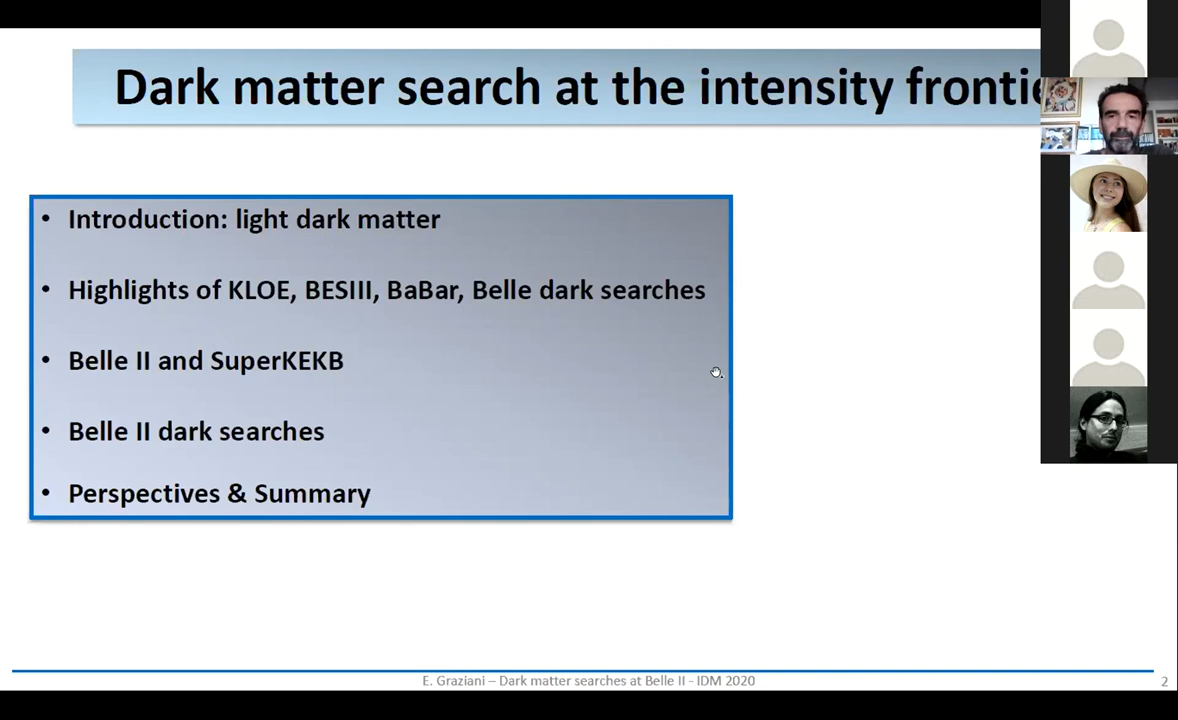 Dark matter search at the intensity
• Introduction: light dark matter
• Highlights of KLOE, BESIII, BaBar, Belle dark searches
• Belle II and SuperKEKB
• Belle II dark searches
• Perspectives & Summary
E. Graziani – Dark matter searches at Belle II - IDM 2020
2